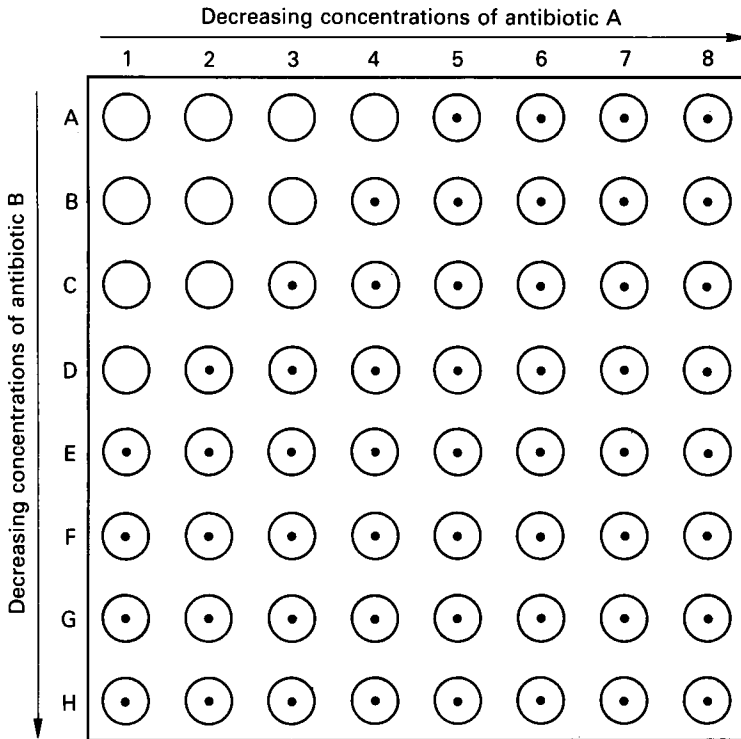 Decreasing concentrations of antibiotic A
1 2 3 4 5 6 7 8
Decreasing concentrations of antibiotic B
A
B
C
D
E
F
G
H